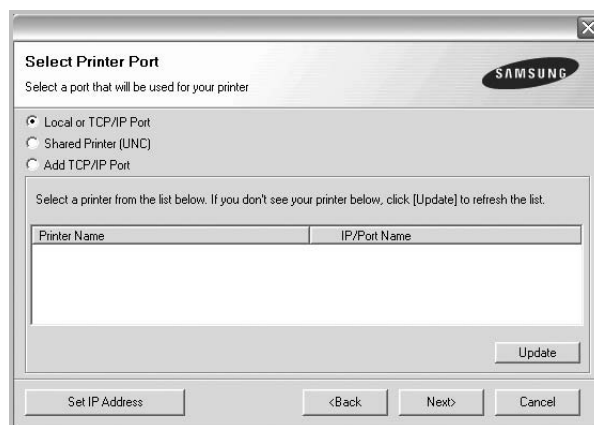 Select Printer Port
Select a port that will be used for your printer
SAMSUNG
Local or TCP/IP Port
Shared Printer (UNC)
Add TCP/IP Port
Select a printer from the list below. If you don't see your printer below, click [Update] to refresh the list.
Printer Name IP/Port Name
Update
Set IP Address <Back Next> Cancel